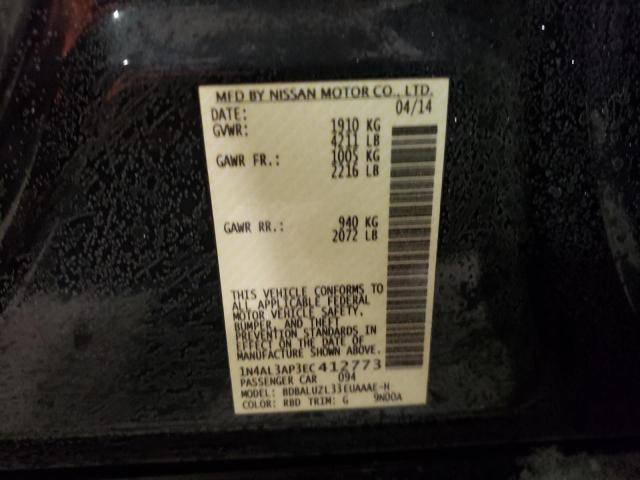 MFD BY NISSAN MOTOR CO., LTD.
DATE: 04/14
GVWR: 1910 KG
4211 LB
GAWR FR.: 1005 KG
2216 LB
GAWR RR.: 940 KG
2072 LB
THIS VEHICLE CONFORMS TO
ALL APPLICABLE FEDERAL
MOTOR VEHICLE SAFETY,
BUMPER, AND THEFT
PREVENTION STANDARDS IN
EFFECT ON THE DATE OF
MANUFACTURE SHOWN ABOVE.
1N4AL3AP3EC412773
PASSENGER CAR 094
MODEL: BDBALUZL33EUAAAE-H
COLOR: RBD TRIM: G 9N00A